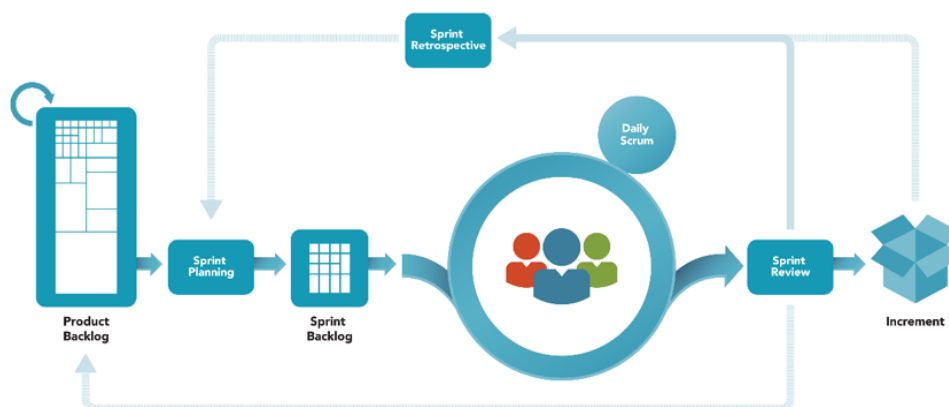 Sprint
Retrospective
Daily
Scrum
Sprint
Planning
Sprint
Review
Product
Backlog
Sprint
Backlog
Increment